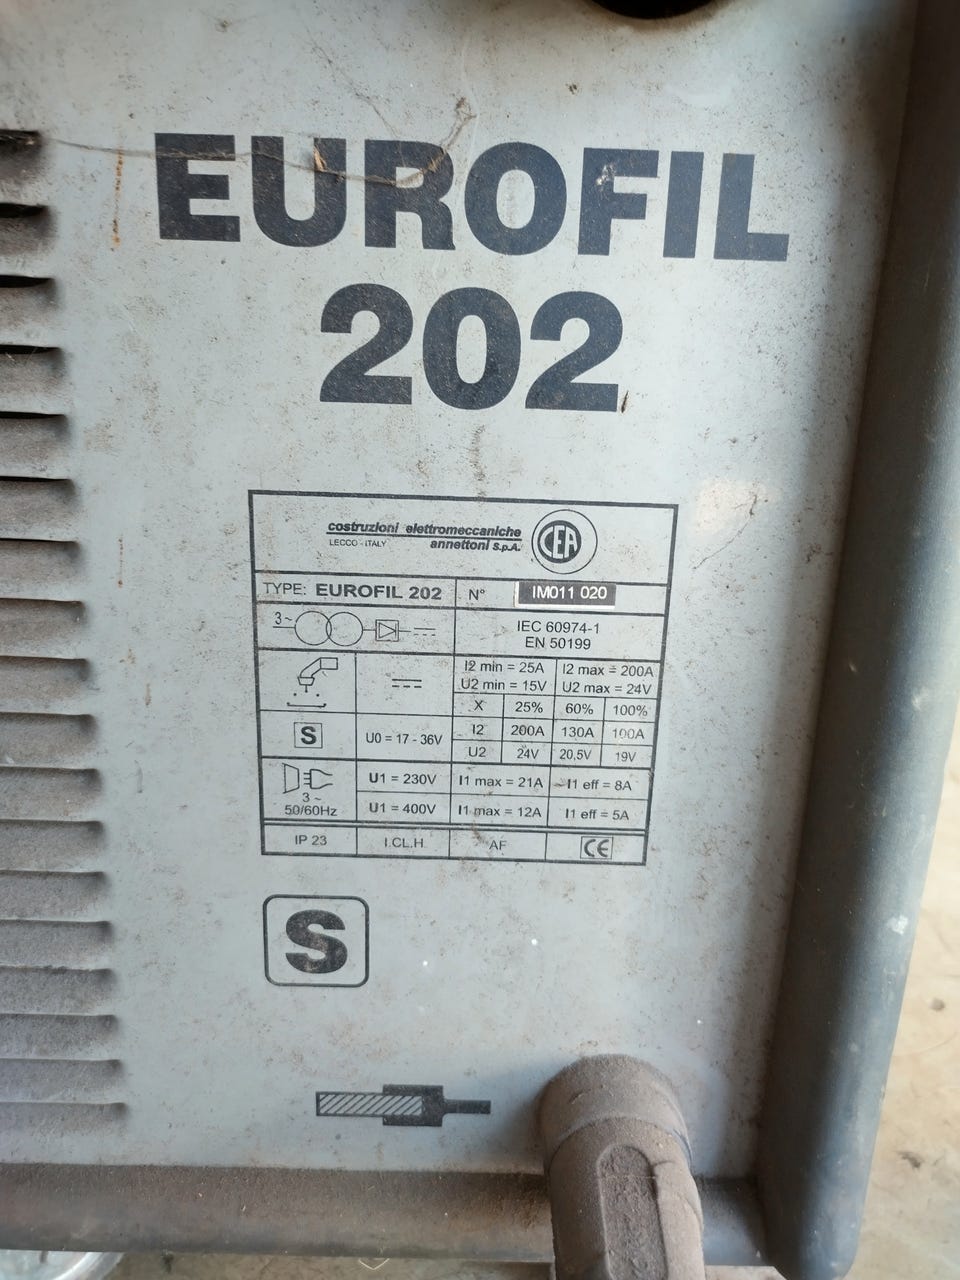 EUROFIL
202
costruzioni elettromeccaniche
LECCO - ITALY annettoni S.p.A.
CEA
TYPE: EUROFIL 202 N° IM011 020
3~ IEC 60974-1
EN 50199
I2 min = 25A I2 max = 200A
U2 min = 15V U2 max = 24V
X 25% 60% 100%
S U0 = 17 - 36V I2 200A 130A 100A
U2 24V 20,5V 19V
3~
50/60Hz
U1 = 230V I1 max = 21A I1 eff = 8A
U1 = 400V I1 max = 12A I1 eff = 5A
IP 23 I.CL.H AF CE
S